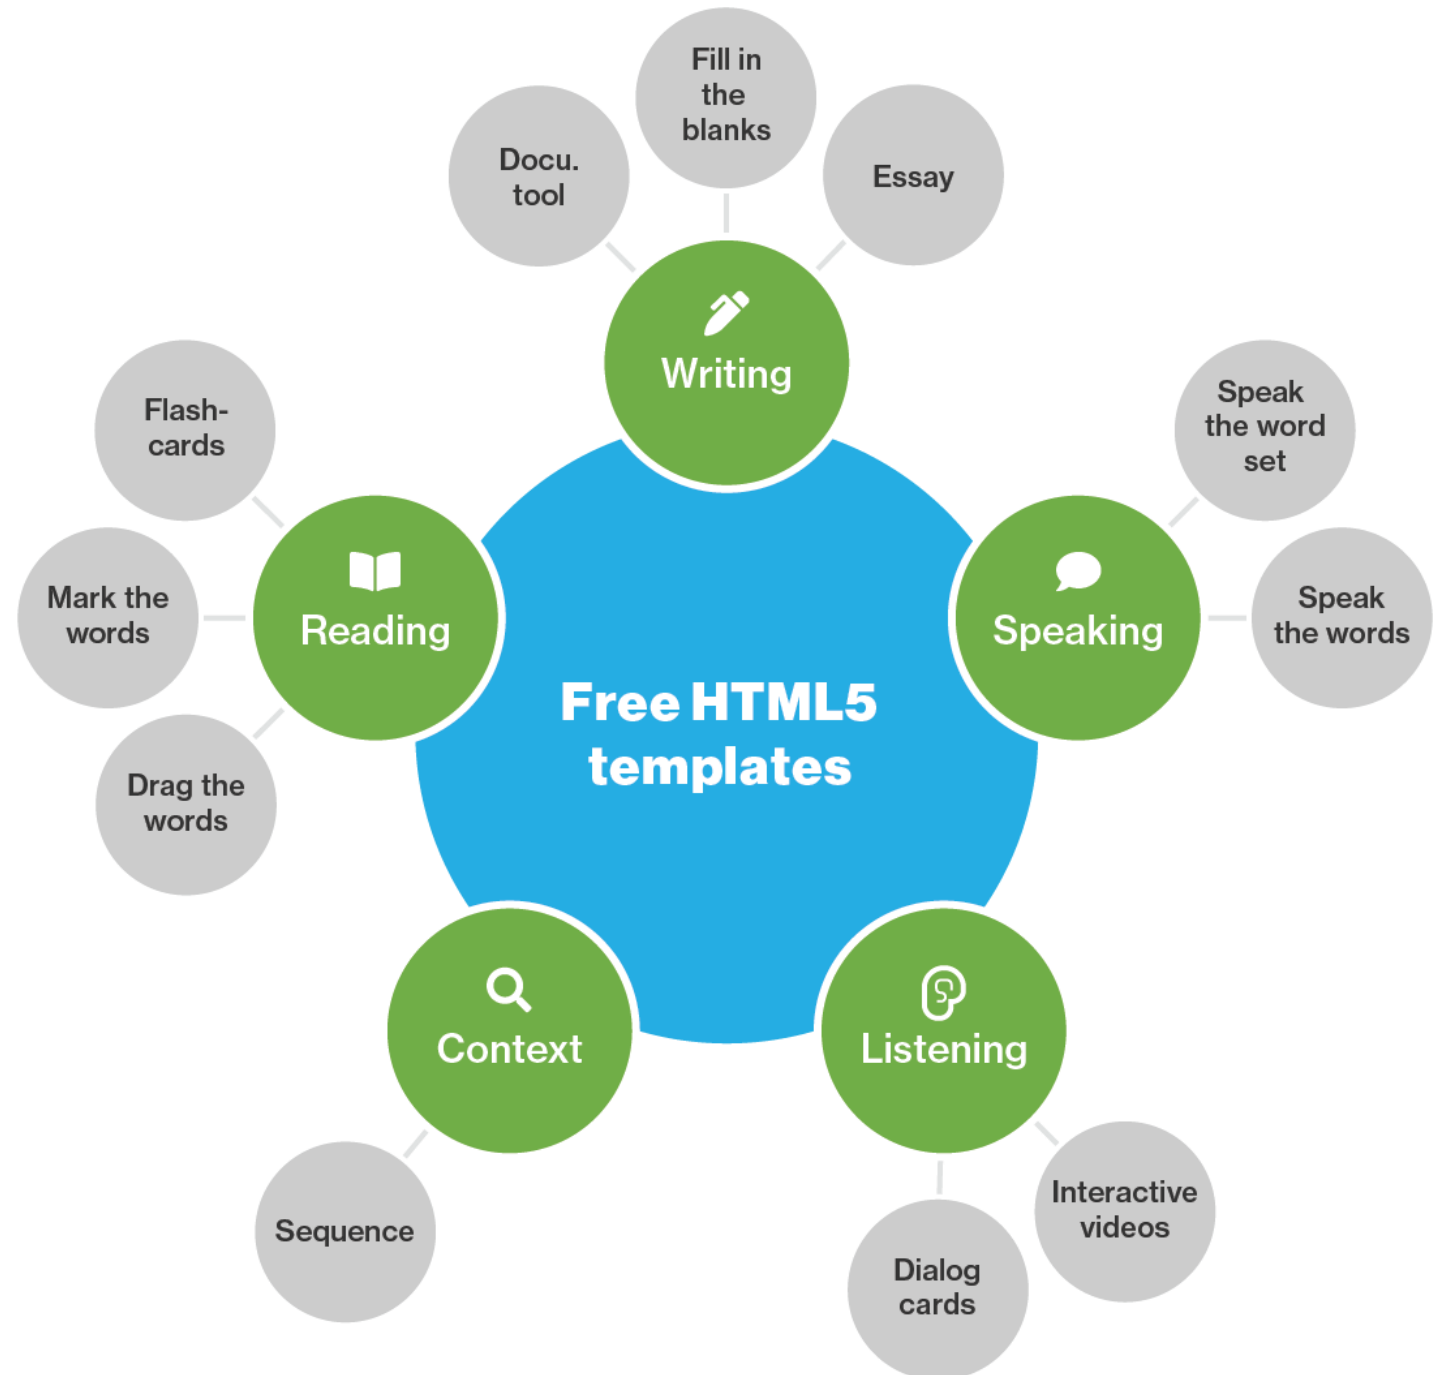 Fill in
the
blanks
Docu.
tool
Essay
Writing
Flash-
cards
Mark the
words
Drag the
words
Reading
Speak
the word
set
Speak
the words
Speaking
Free HTML5
templates
Context
Sequence
Listening
Interactive
videos
Dialog
cards